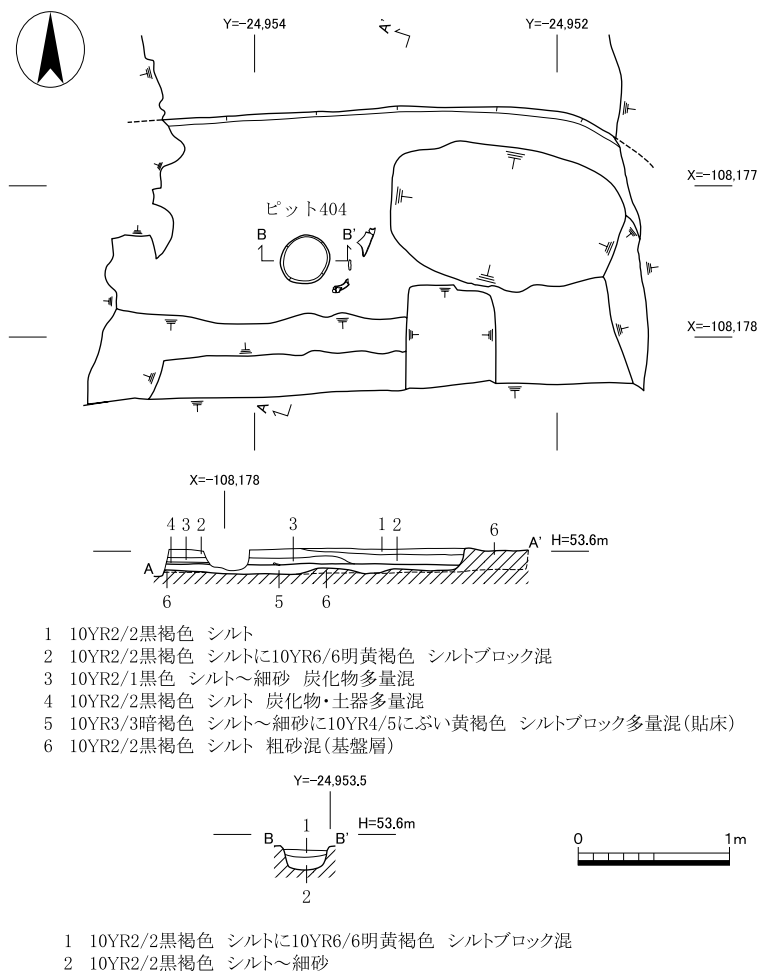 Y=-24,954
Y=-24,952
A'
X=-108,177
ピット404
B B'
X=-108,178
A
X=-108,178
4 3 2 3 1 2 6
A A' H=53.6m
6 5 6
1 10YR2/2黒褐色 シルト
2 10YR2/2黒褐色 シルトに10YR6/6明黄褐色 シルトブロック混
3 10YR2/1黒色 シルト～細砂 炭化物多量混
4 10YR2/2黒褐色 シルト 炭化物・土器多量混
5 10YR3/3暗褐色 シルト～細砂に10YR4/5にぶい黄褐色 シルトブロック多量混(貼床)
6 10YR2/2黒褐色 シルト 粗砂混(基盤層)
Y=-24,953.5
1
B B' H=53.6m
2
0 1m
1 10YR2/2黒褐色 シルトに10YR6/6明黄褐色 シルトブロック混
2 10YR2/2黒褐色 シルト～細砂